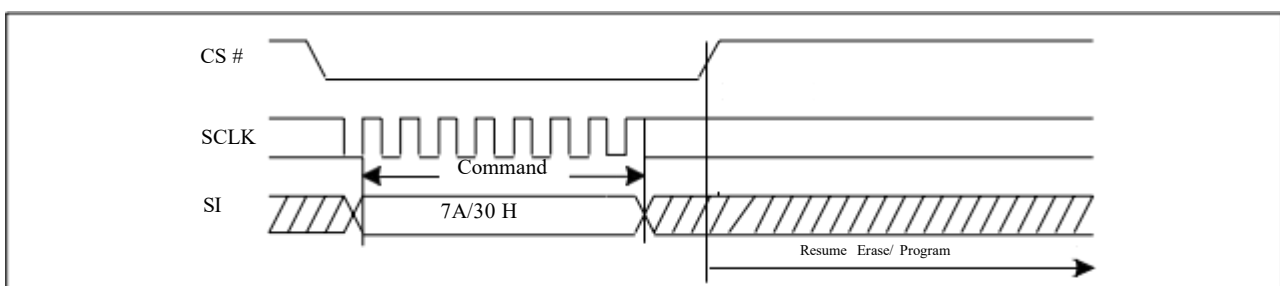 CS #
SCLK
Command
SI
7A/30 H
Resume Erase/ Program